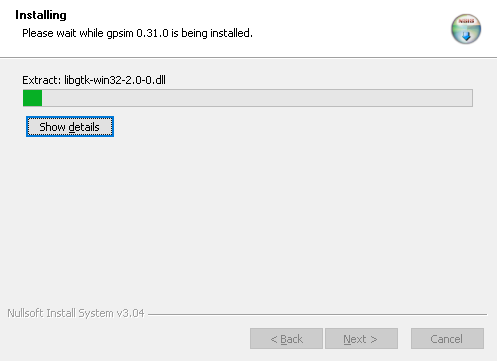 Installing
Please wait while gpsim 0.31.0 is being installed.
Extract: libgtk-win32-2.0-0.dll
Show details
Nullsoft Install System v3.04
< Back Next > Cancel